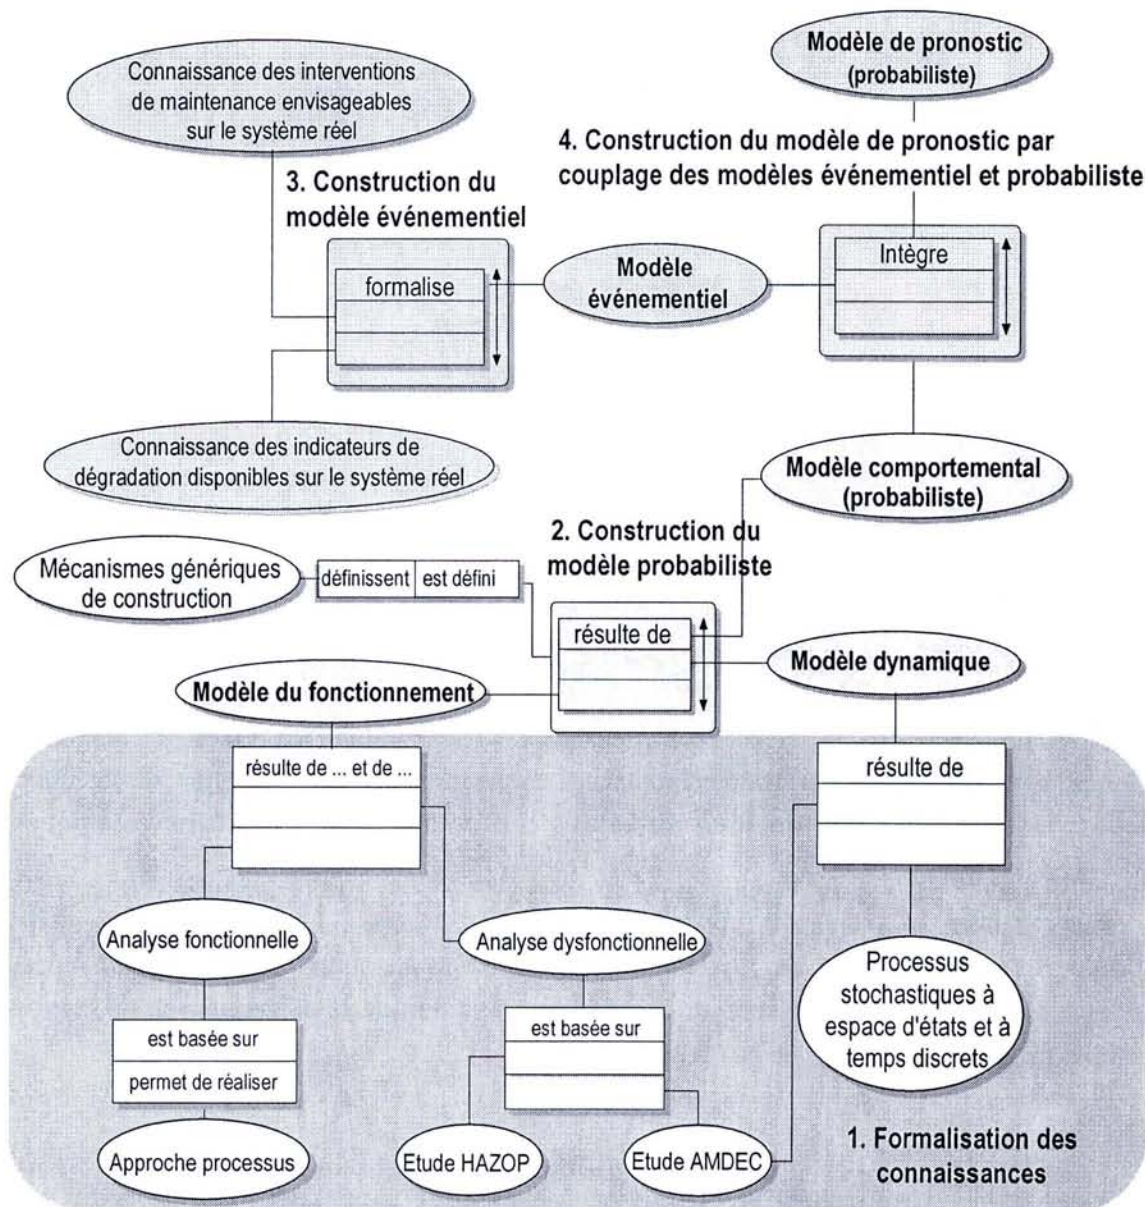 Connaissance des interventions
de maintenance envisageables
sur le système réel
Modèle de pronostic
(probabiliste)
3. Construction du
modèle événementiel
4. Construction du modèle de pronostic par
couplage des modèles événementiel et probabiliste
formalise
Modèle
événementiel
Intègre
Connaissance des indicateurs de
dégradation disponibles sur le système réel
Modèle comportemental
(probabiliste)
2. Construction du
modèle probabiliste
Mécanismes génériques
de construction
définissent
est défini
résulte de
Modèle du fonctionnement
Modèle dynamique
résulte de ... et de ...
résulte de
Analyse fonctionnelle
Analyse dysfonctionnelle
Processus
stochastiques à
espace d'états et à
temps discrets
est basée sur
permet de réaliser
est basée sur
Approche processus
Etude HAZOP
Etude AMDEC
1. Formalisation des
connaissances